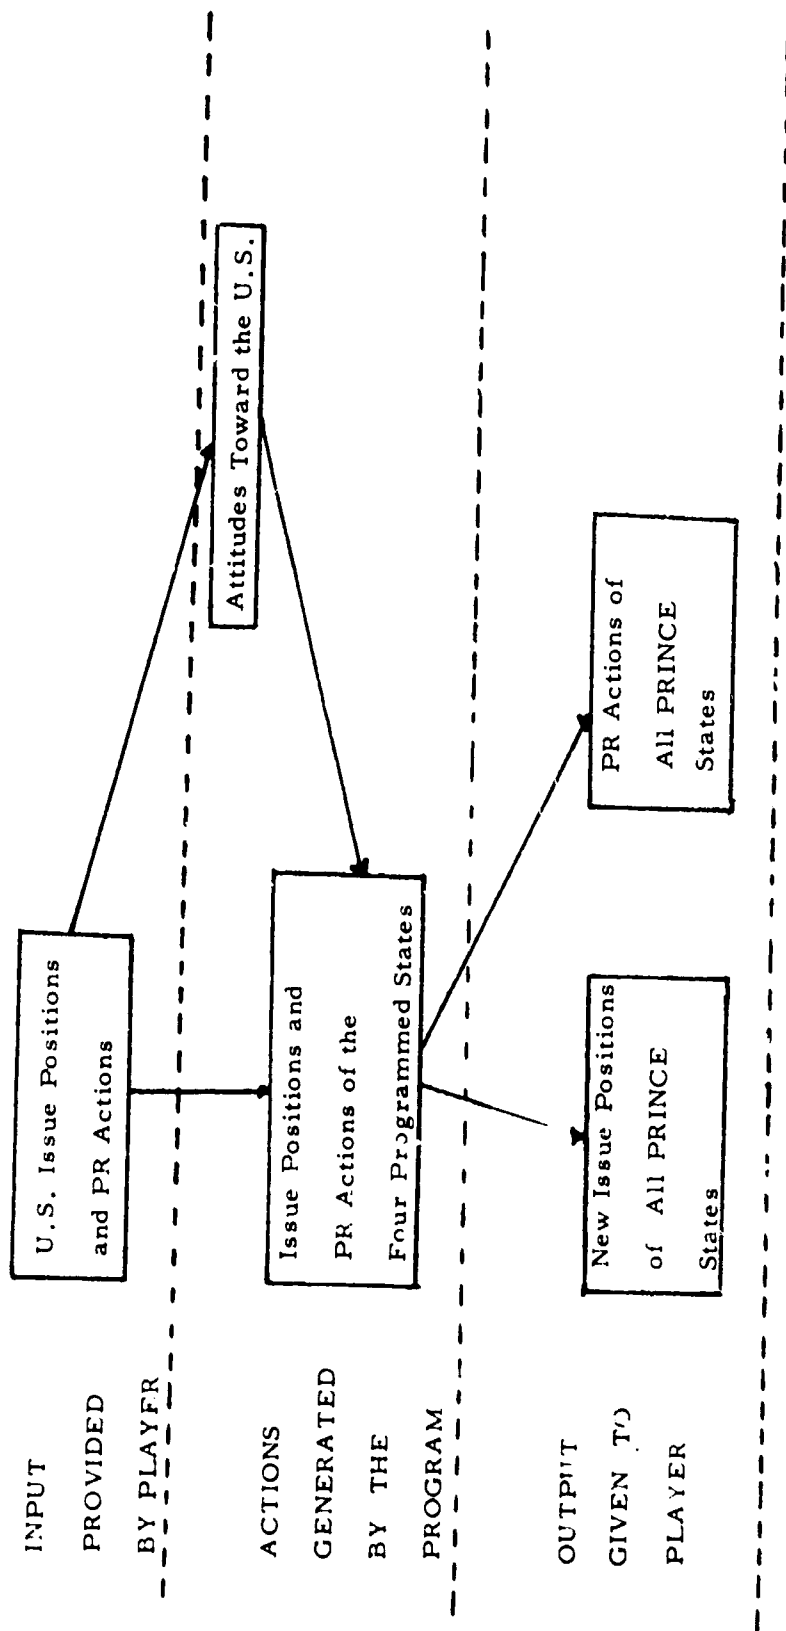 INPUT
PROVIDED
BY PLAYER
U.S. Issue Positions
and PR Actions
ACTIONS
GENERATED
BY THE
PROGRAM
Attitudes Toward the U.S.
Issue Positions and
PR Actions of the
Four Programmed States
OUTPUT
GIVEN TO
PLAYER
New Issue Positions
of All PRINCE
States
PR Actions of
All PRINCE
States